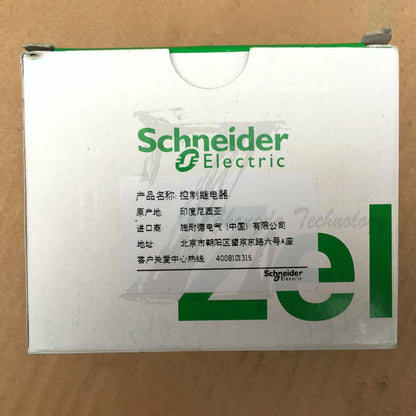 Schneider
Electric
产品名称: 控制继电器
原产地: 印度尼西亚
进口商: 施耐德电气 (中国) 有限公司
地址: 北京市朝阳区望京东路六号A座
客户关爱中心热线 4008101315
Schneider
Electric
Technology
Zel